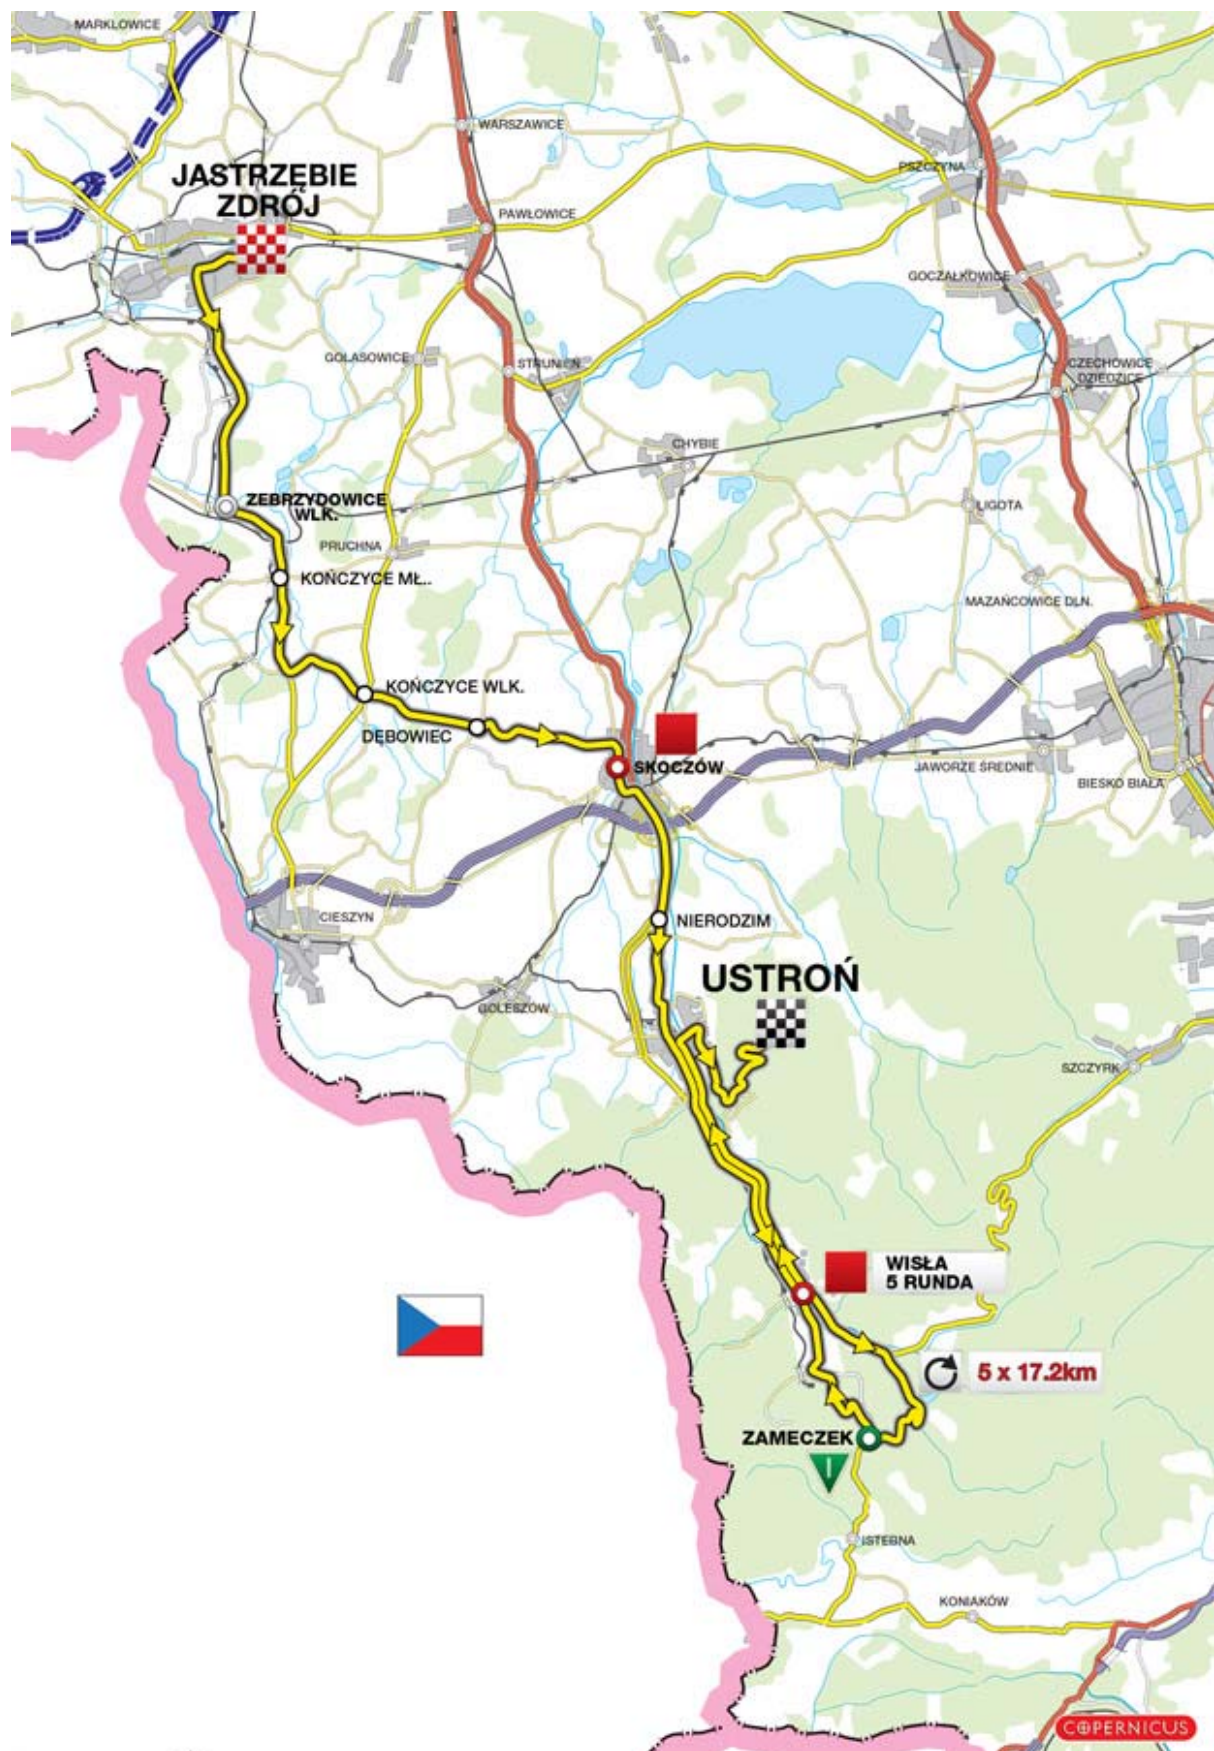 MARKLOWICE
WARSZAWICE
PSZCZYNA
JASTRZĘBIE
ZDRÓJ
PAWŁOWICE
GOCZAŁKOWICE
GOLASOWICE
STRUNIEŃ
CZECHOWICE
DZIEDZICE
CHYBIE
ZEBRZYDOWICE
WLK.
LIGOTA
PRUCHNA
KOŃCZYCE MŁ..
MAZAŃCOWICE DLN.
KOŃCZYCE WLK.
DĘBOWIEC
SKOCZÓW
JAWORZE ŚREDNIE
BIESKO BIAŁA
CIESZYN
NIERODZIM
USTROŃ
GOLESZÓW
SZCZYRK
WISŁA
5 RUNDA
5 x 17.2km
ZAMECZEK
I
ISTEBNA
KONIAKÓW
COPERNICUS